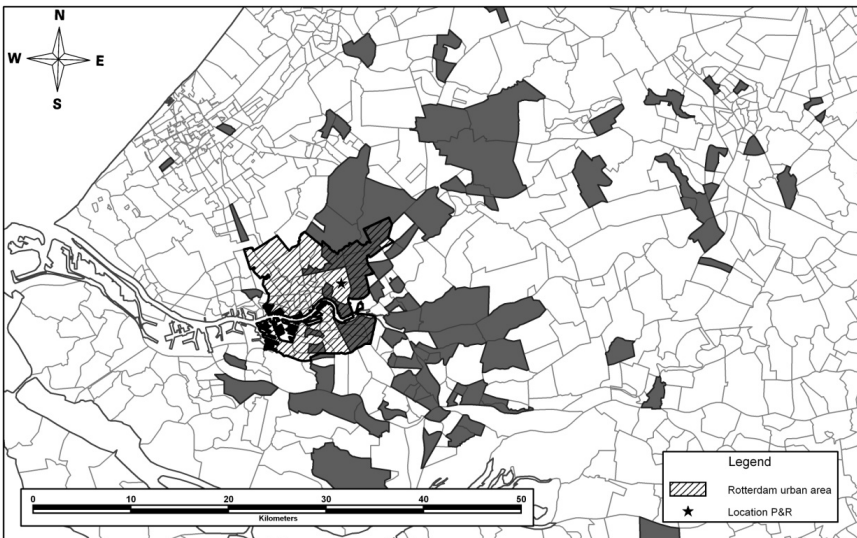 N
W E
S
0 10 20 30 40 50
Kilometers
Legend
Rotterdam urban area
Location P&R